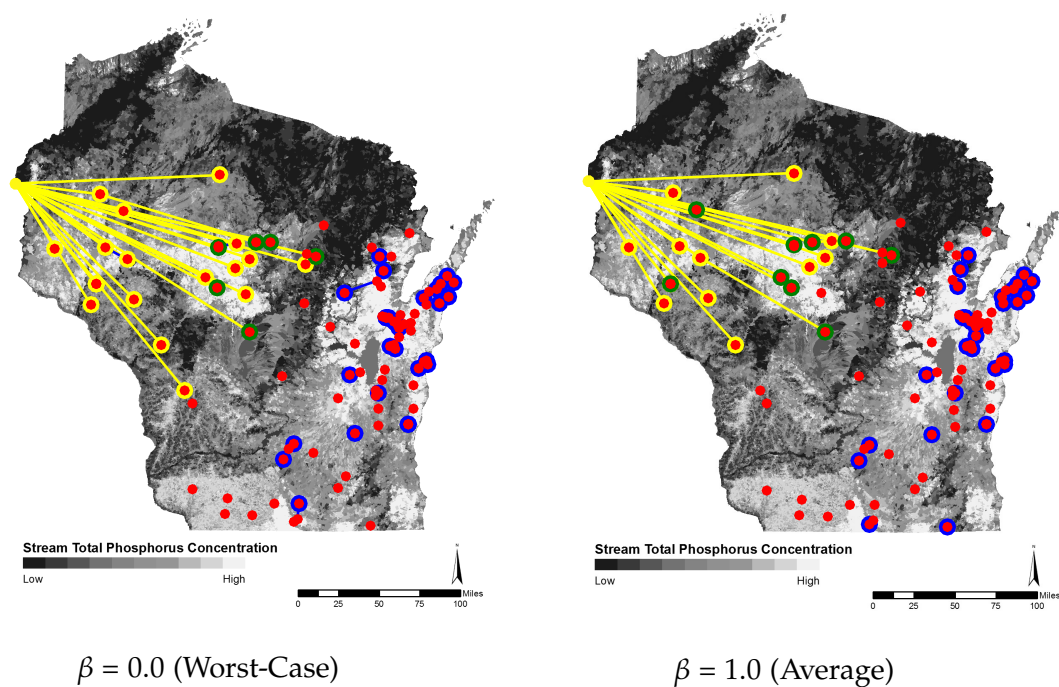 Stream Total Phosphorus Concentration
Low High
N
0 25 50 75 100 Miles
Stream Total Phosphorus Concentration
Low High
N
0 25 50 75 100 Miles
β = 0.0 (Worst-Case)
β = 1.0 (Average)